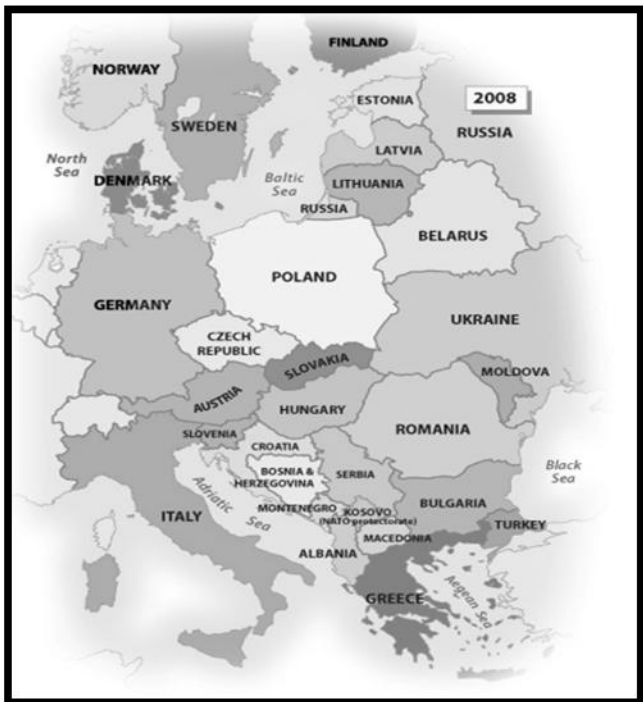 FINLAND
NORWAY
ESTONIA
2008
SWEDEN
RUSSIA
North
Sea
LATVIA
Baltic
Sea
DENMARK
LITHUANIA
RUSSIA
BELARUS
POLAND
GERMANY
UKRAINE
CZECH
REPUBLIC
SLOVAKIA
MOLDOVA
AUSTRIA
HUNGARY
ROMANIA
SLOVENIA
CROATIA
BOSNIA &
HERZEGOVINA
SERBIA
Black
Sea
Adriatic
Sea
MONTENEGRO
KOSOVO
(NATO protectorate)
BULGARIA
ITALY
TURKEY
MACEDONIA
ALBANIA
Aegean Sea
GREECE